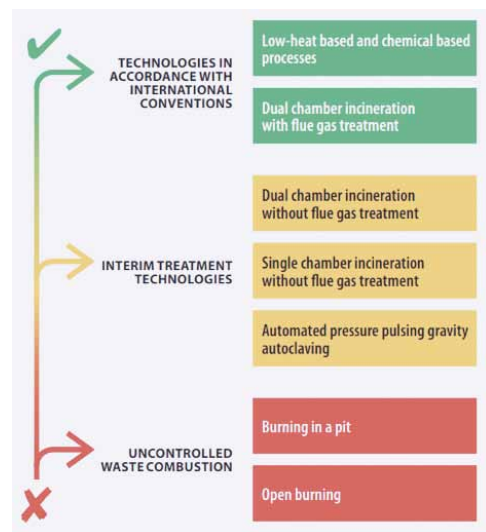 TECHNOLOGIES IN
ACCORDANCE WITH
INTERNATIONAL
CONVENTIONS
Low-heat based and chemical based
processes
Dual chamber incineration
with flue gas treatment
INTERIM TREATMENT
TECHNOLOGIES
Dual chamber incineration
without flue gas treatment
Single chamber incineration
without flue gas treatment
Automated pressure pulsing gravity
autoclaving
UNCONTROLLED
WASTE COMBUSTION
Burning in a pit
Open burning